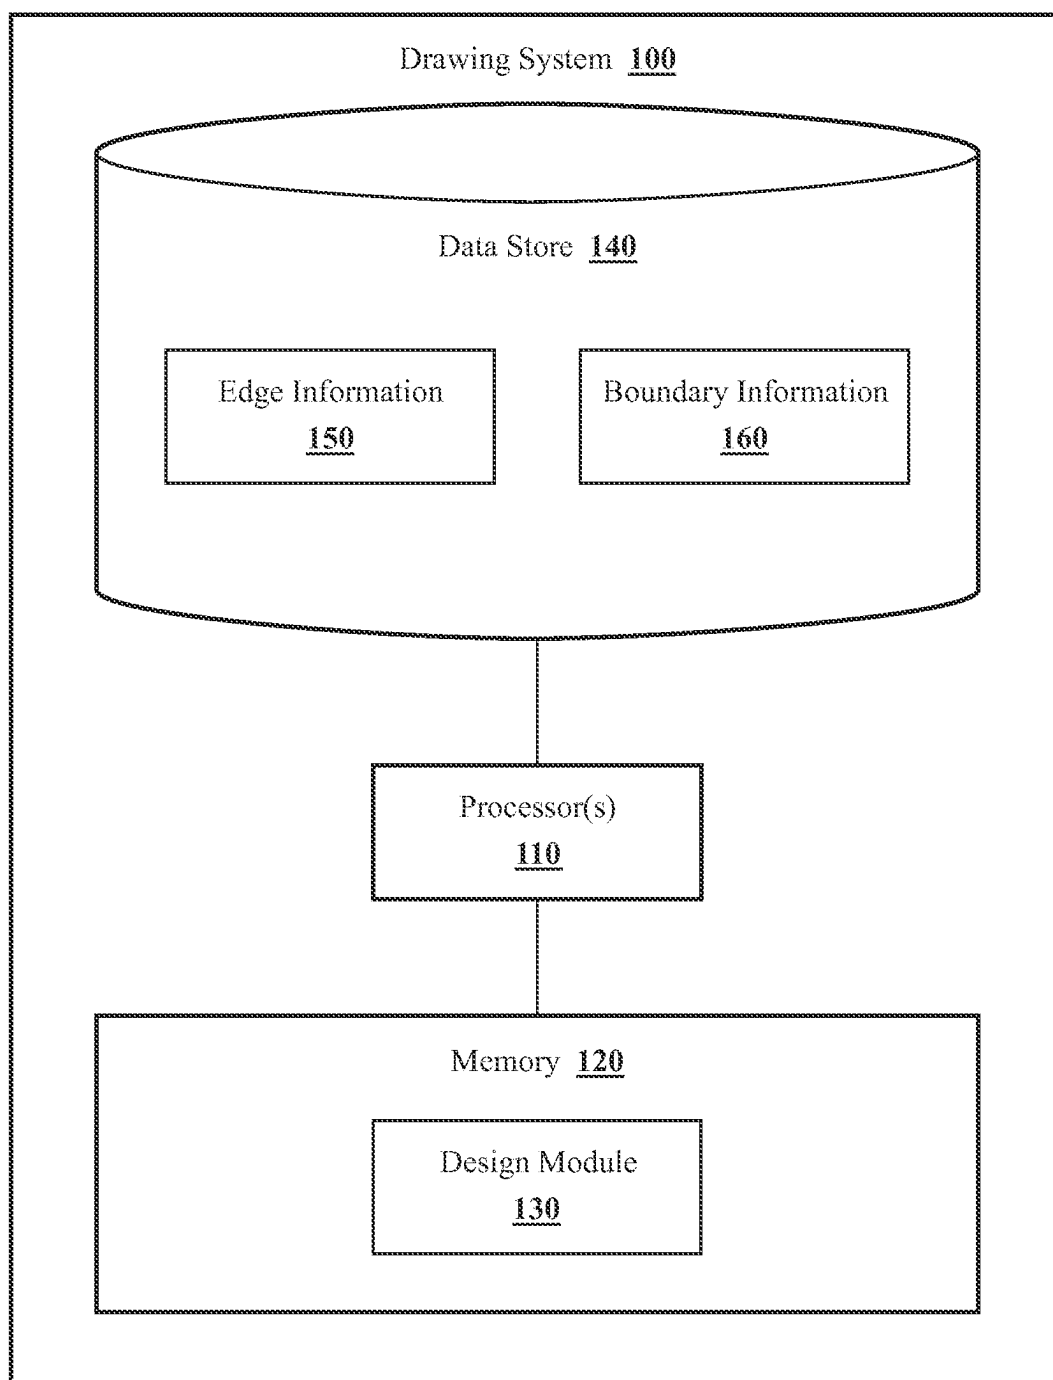 Drawing System 100
Data Store 140
Edge Information
150
Boundary Information
160
Processor(s)
110
Memory 120
Design Module
130